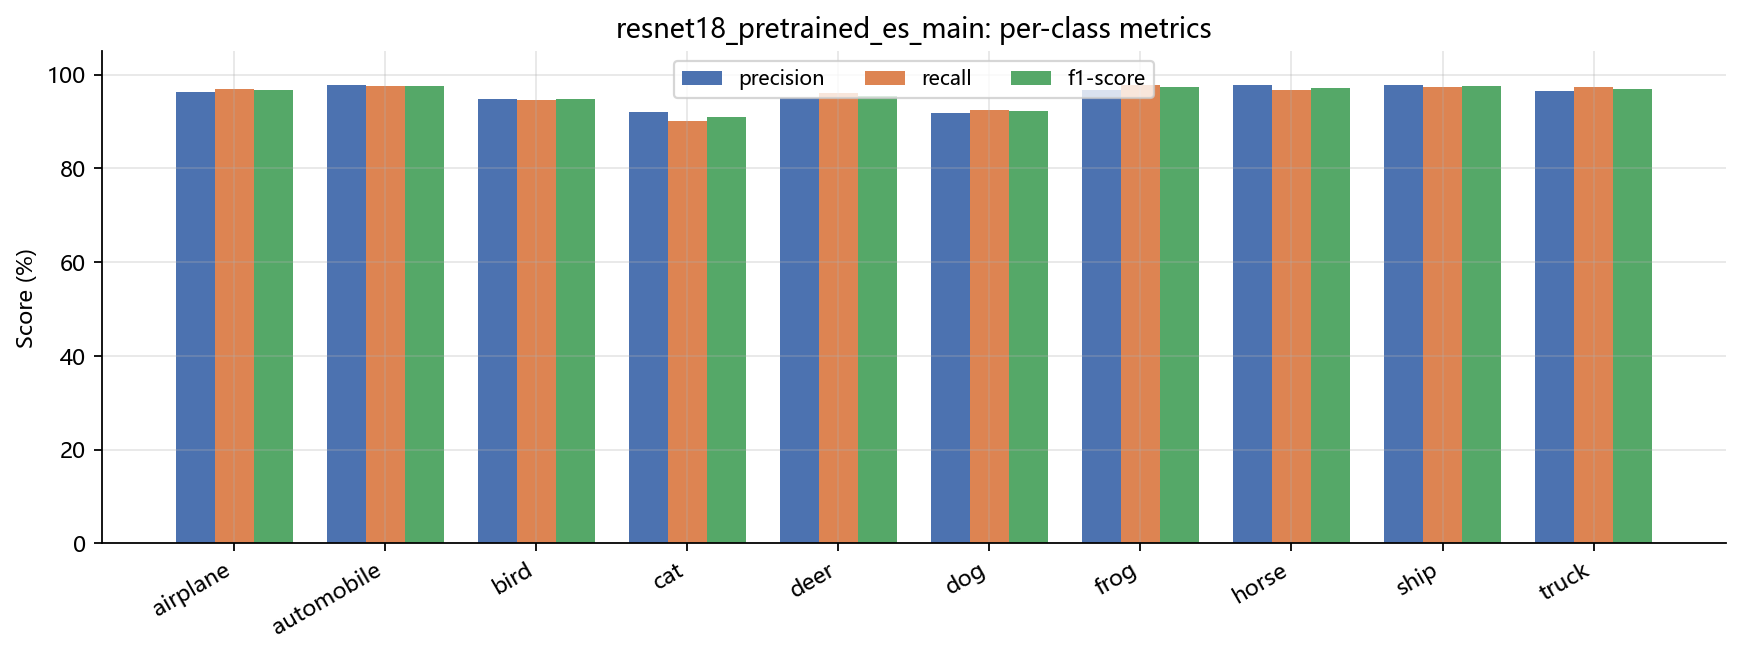 resnet18_pretrained_es_main: per-class metrics
precision recall f1-score
Score (%)
100
80
60
40
20
0
airplane automobile bird cat deer dog frog horse ship truck